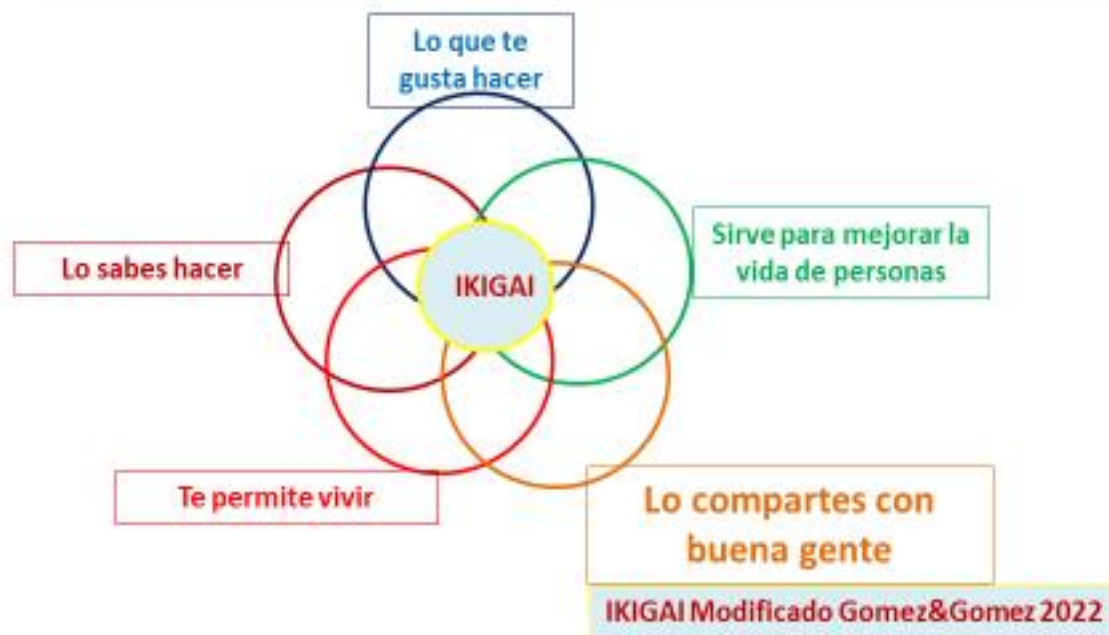 Lo que te
gusta hacer
Lo sabes hacer
IKIGAI
Sirve para mejorar la
vida de personas
Te permite vivir
Lo compartes con
buena gente
IKIGAI Modificado Gomez&Gomez 2022